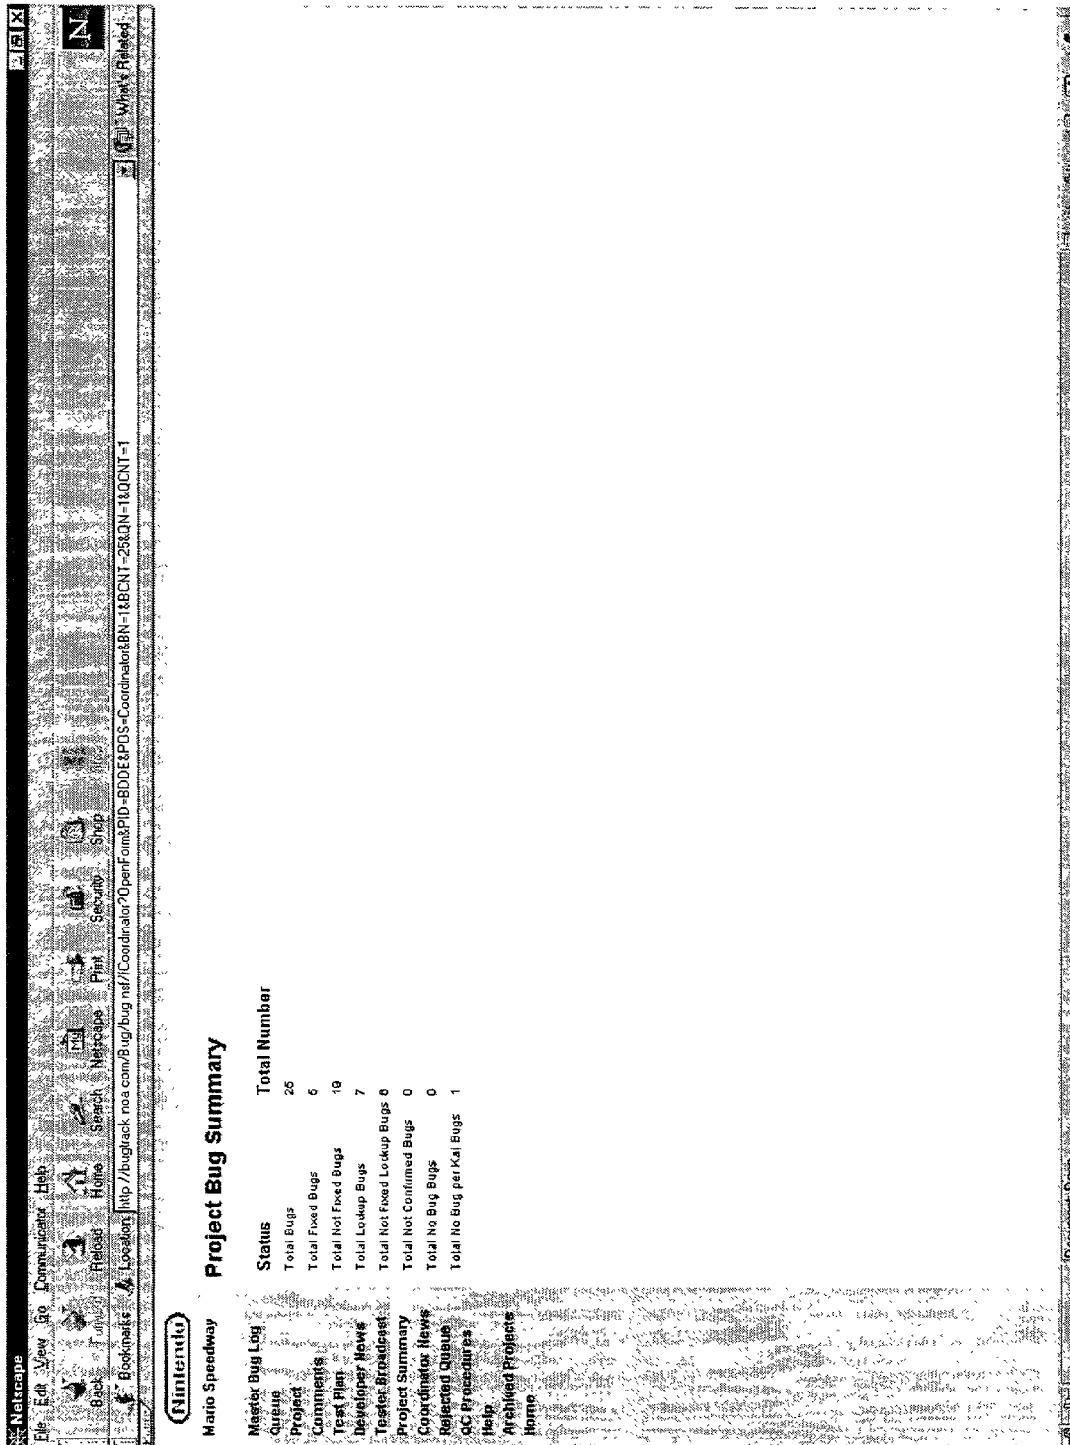 Netscape
File Edit View Go Communicator Help
Back Reload Home Search Netscape Print Security Shop
Bookmarks Location: http //bugtrack noa com/Bug/bug nsf/iCoordinator?OpenForm&PID=BDDE&PDS=Coordinator&BN=1&BCNT=25&QN=1&QCNT=1 What's Related
Nintendo
Mario Speedway
Project Bug Summary
Master Bug Log
Queue
Project
Comments
Test Plan
Developer News
Tester Broadcast
Project Summary
Coordinator News
Rejected Queue
QC Procedures
Help
Archived Projects
Home
Status Total Number
Total Bugs 25
Total Fixed Bugs
Total Not Fixed Bugs 19
Total Lockup Bugs 7
Total Not Fixed Lockup Bugs
Total Not Confirmed Bugs 0
Total No Bug Bugs 0
Total No Bug per Kaj Bugs 1